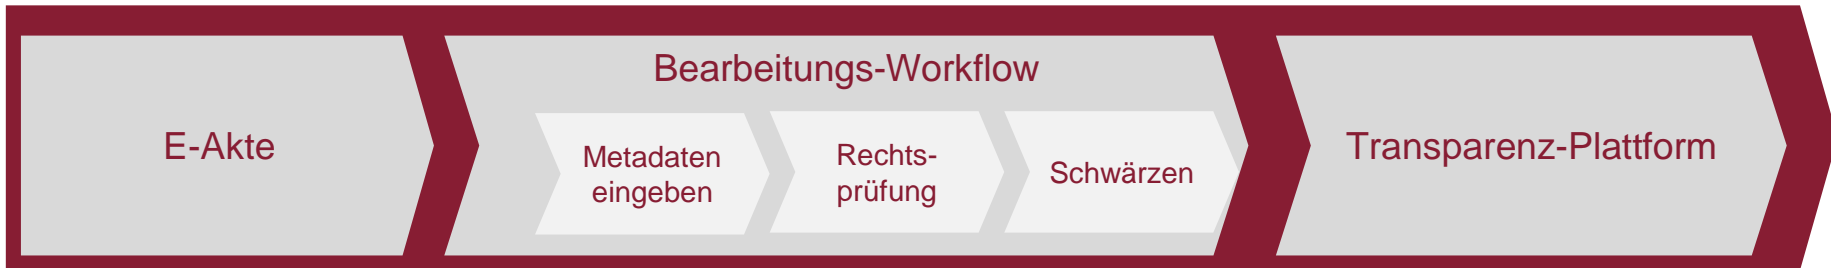 E-Akte
Bearbeitungs-Workflow
Metadaten
eingeben
Rechts-
prüfung
Schwärzen
Transparenz-Plattform